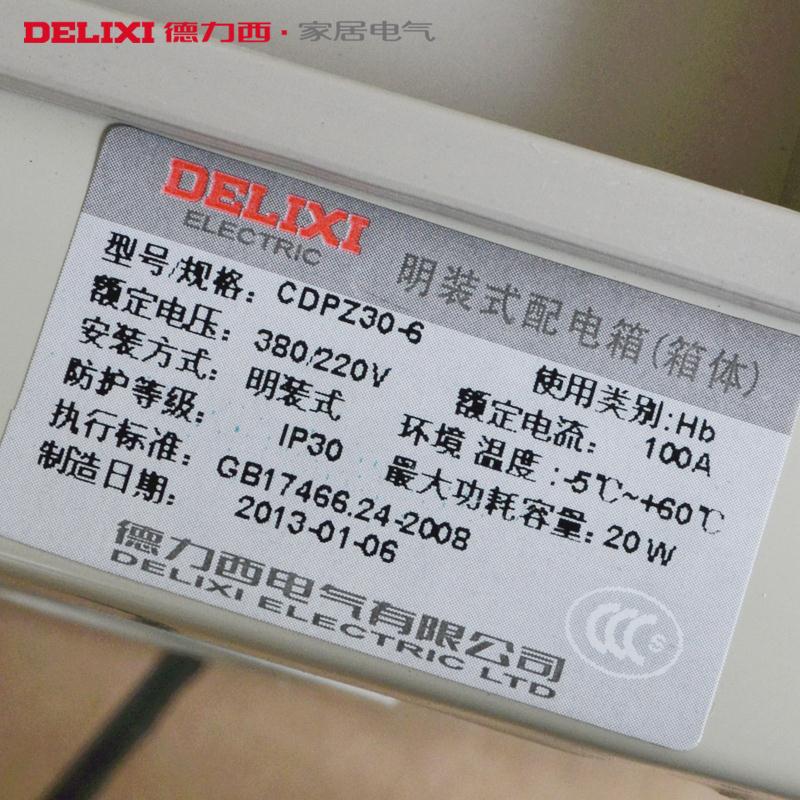 DELIXI 德力西·家居电气
DELIXI
ELECTRIC
明装式配电箱(箱体)
型号/规格: CDPZ30-6
使用类别:Hb
额定电压: 380/220V
额定电流: 100A
安装方式: 明装式
环境温度:-5℃~+60℃
防护等级: IP30
最大功耗容量:20W
执行标准: GB17466.24-2008
制造日期: 2013-01-06
德力西电气有限公司
DELIXI ELECTRIC LTD
CCC S